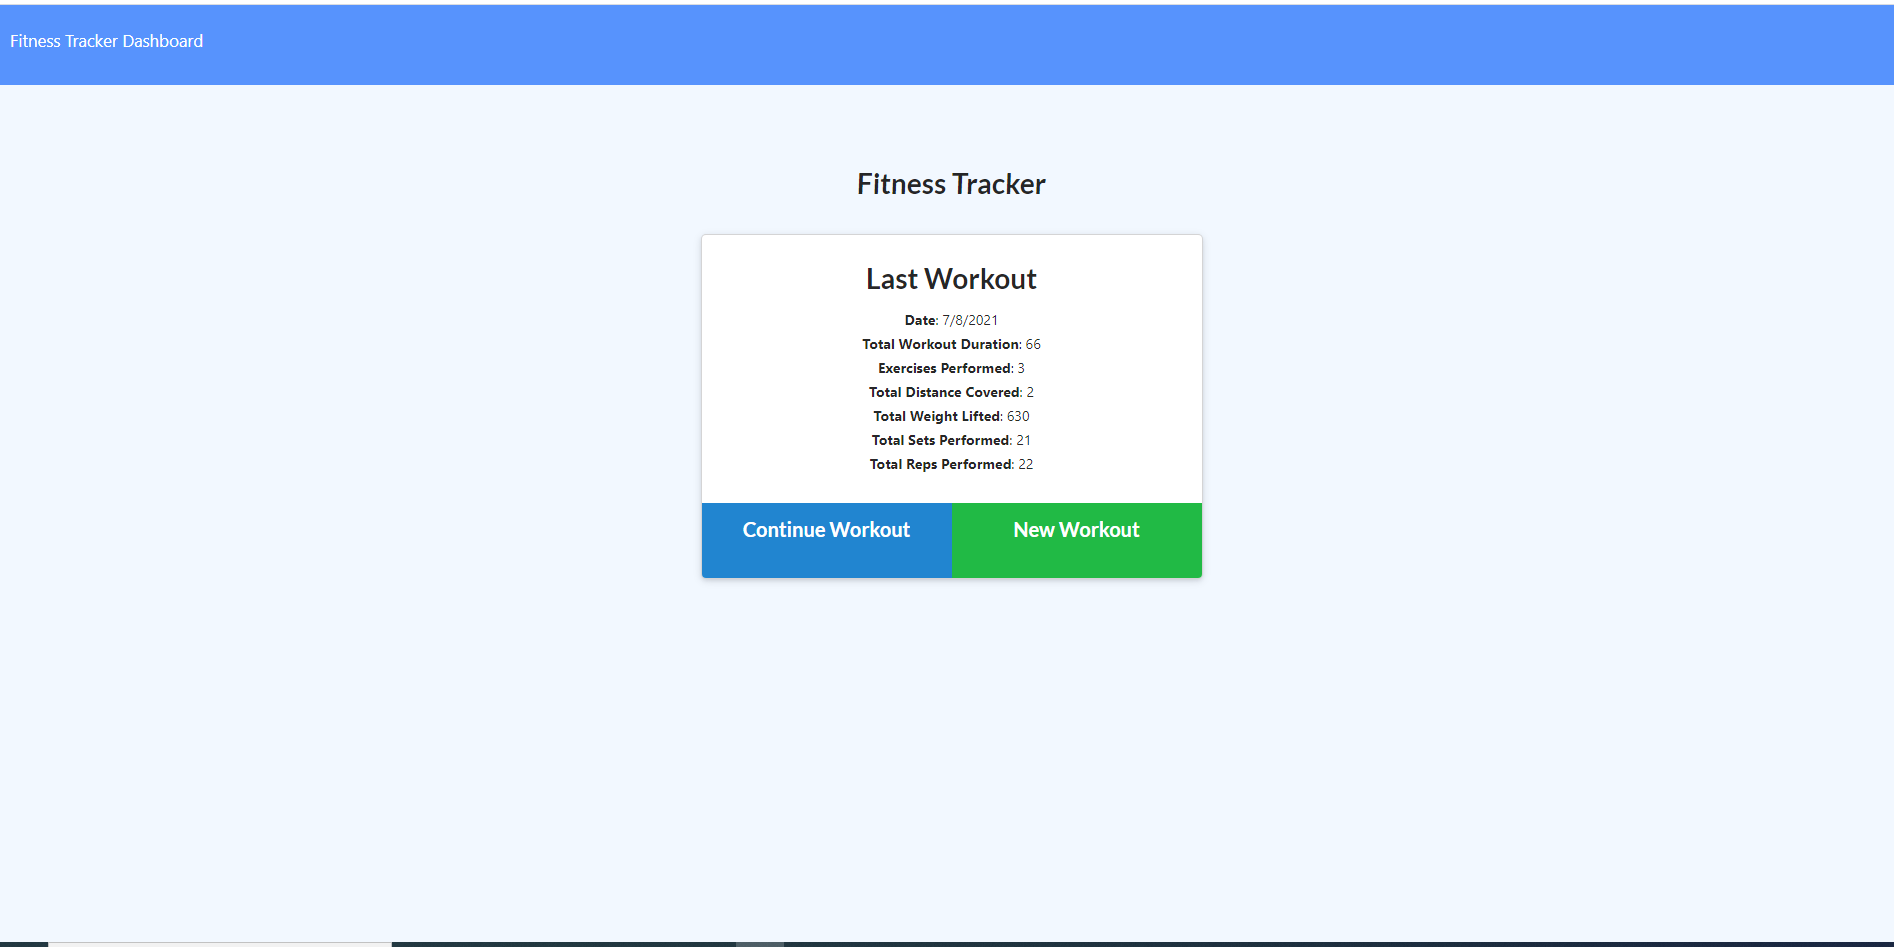 Fitness Tracker Dashboard
Fitness Tracker
Last Workout
Date: 7/8/2021
Total Workout Duration: 66
Exercises Performed: 3
Total Distance Covered: 2
Total Weight Lifted: 630
Total Sets Performed: 21
Total Reps Performed: 22
Continue Workout New Workout